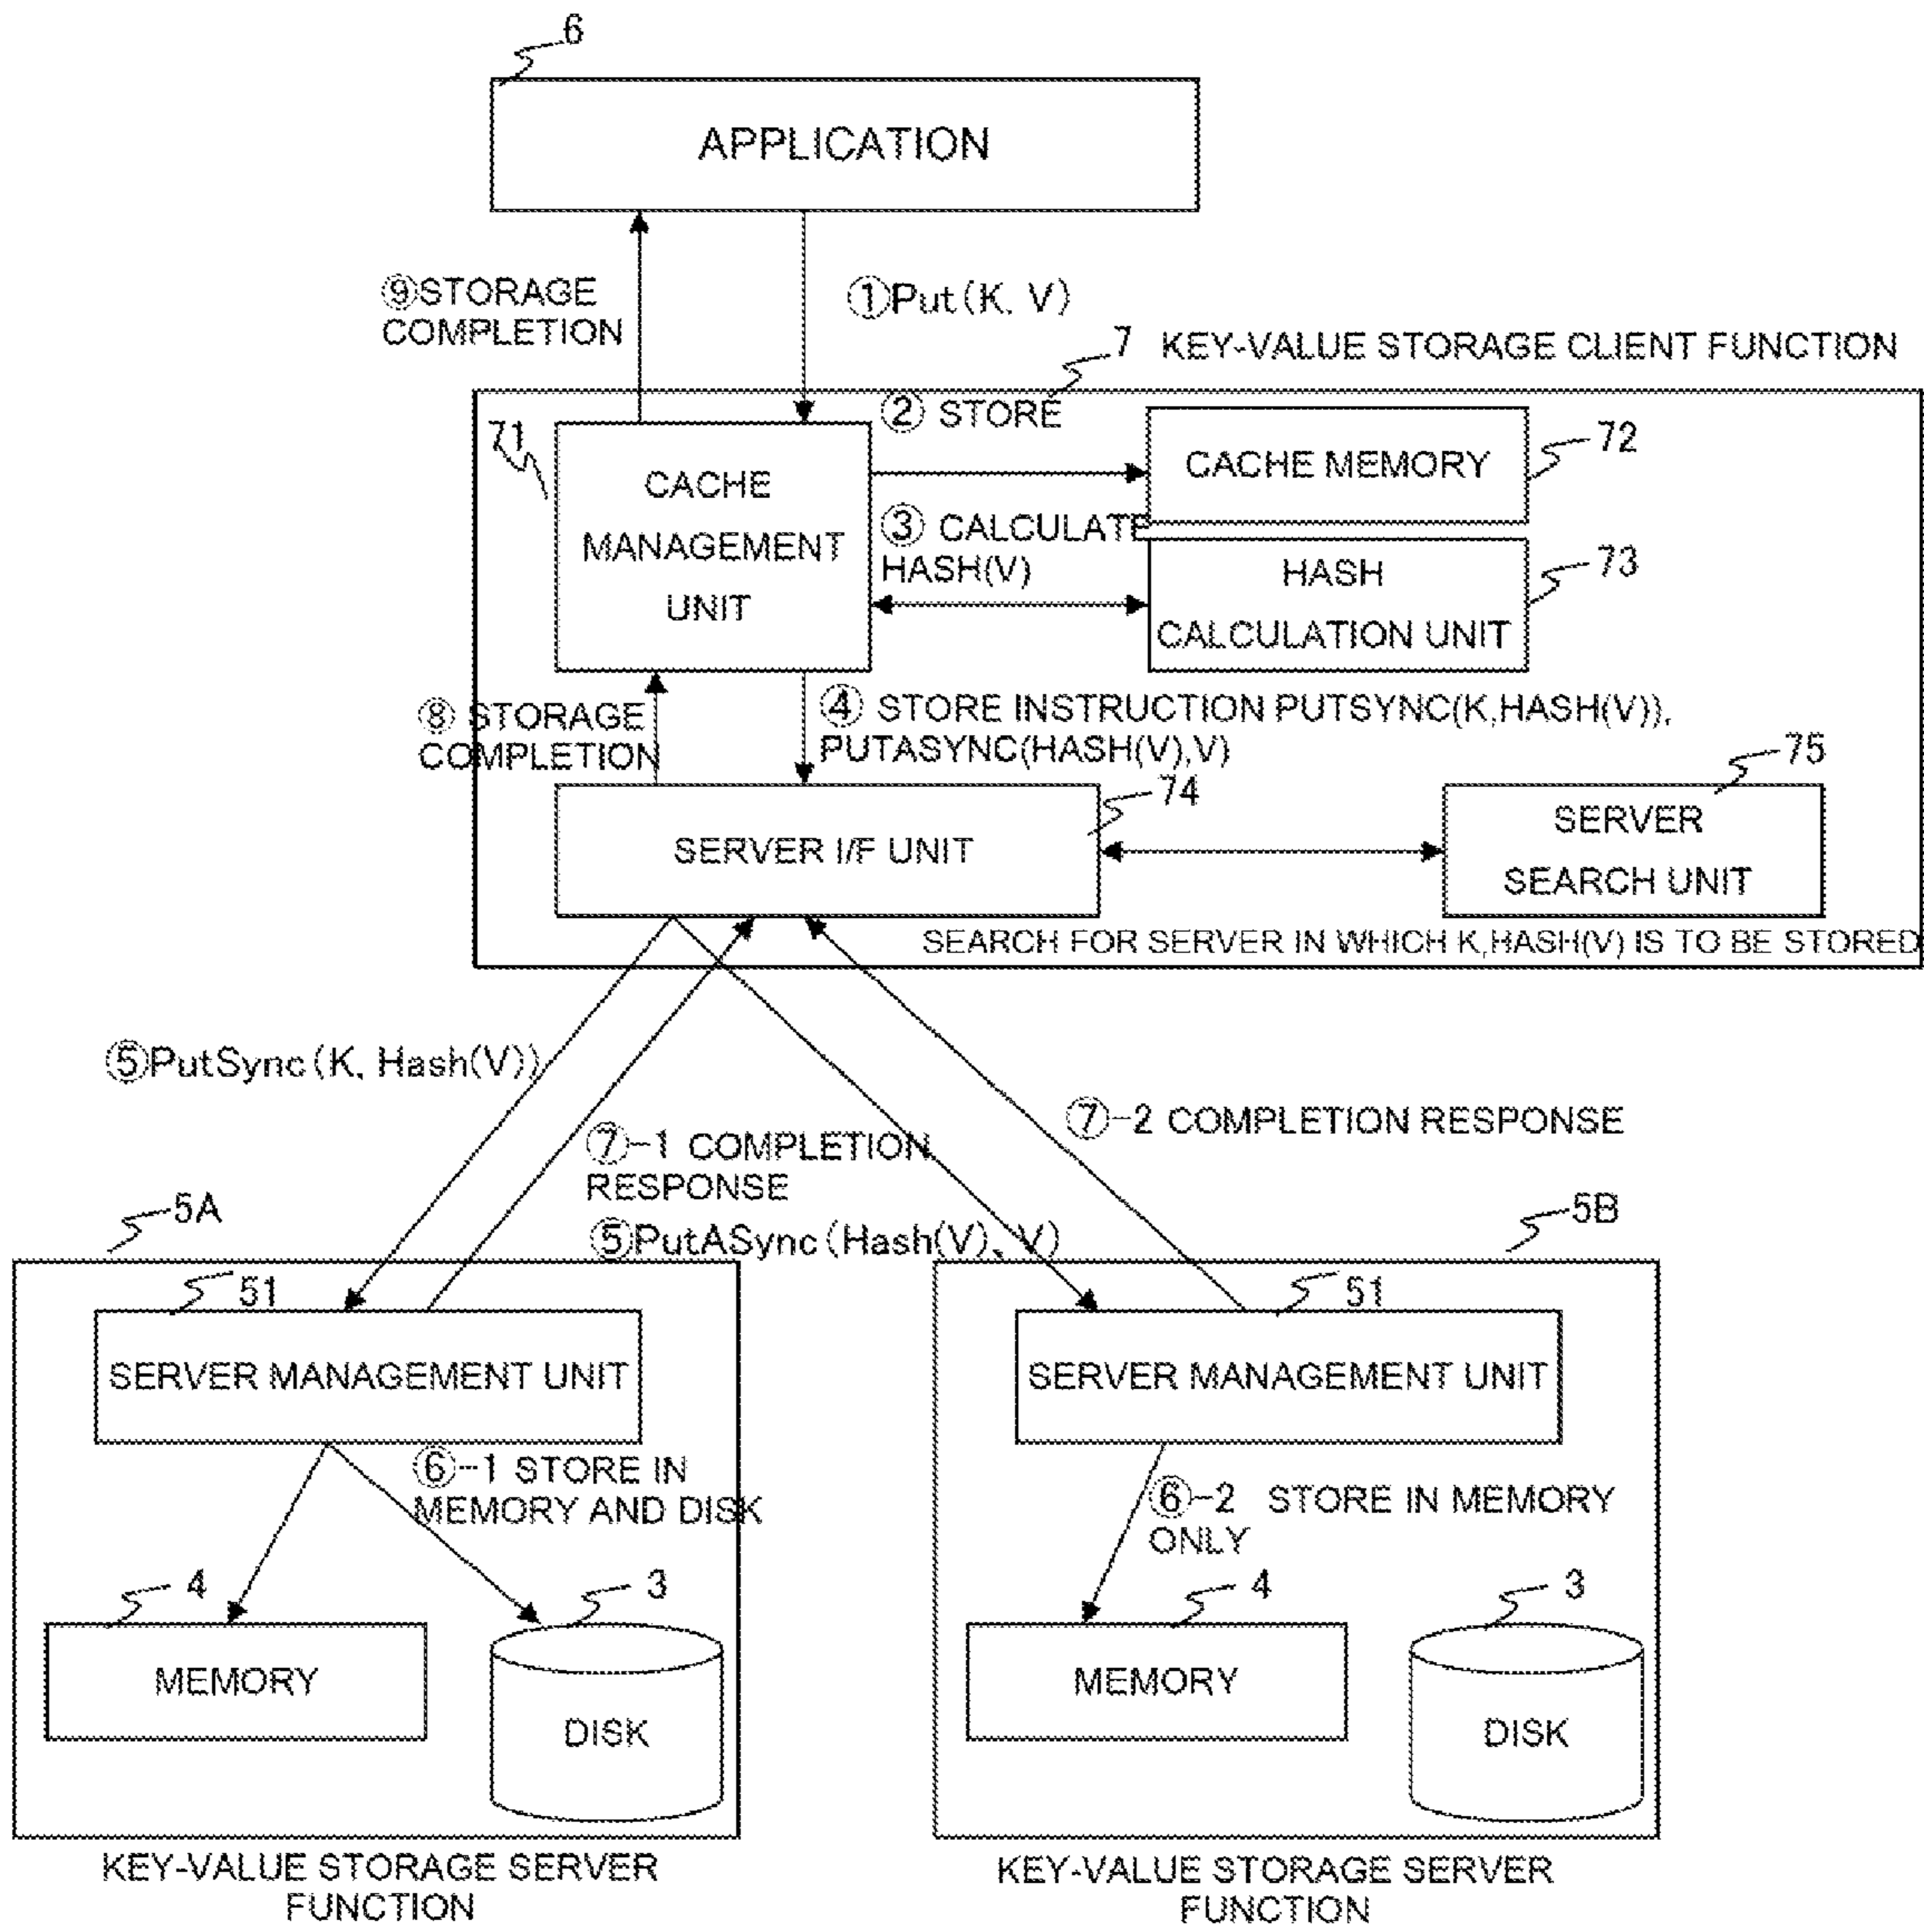 6
APPLICATION
⑨STORAGE
COMPLETION
①Put(K, V)
7 KEY-VALUE STORAGE CLIENT FUNCTION
② STORE
71
CACHE
MANAGEMENT
UNIT
CACHE MEMORY
72
③ CALCULATE
HASH(V)
HASH
CALCULATION UNIT
73
⑧ STORAGE
COMPLETION
④ STORE INSTRUCTION PUTSYNC(K,HASH(V)),
PUTASYNC(HASH(V),V)
74
75
SERVER I/F UNIT
SERVER
SEARCH UNIT
SEARCH FOR SERVER IN WHICH K,HASH(V) IS TO BE STORED
⑤PutSync(K, Hash(V))
⑦-1 COMPLETION
RESPONSE
⑦-2 COMPLETION RESPONSE
⑤PutASync(Hash(V), V)
5A
5B
51
SERVER MANAGEMENT UNIT
51
SERVER MANAGEMENT UNIT
⑥-1 STORE IN
MEMORY AND DISK
⑥-2 STORE IN MEMORY
ONLY
4
3
4
3
MEMORY
DISK
MEMORY
DISK
KEY-VALUE STORAGE SERVER
FUNCTION
KEY-VALUE STORAGE SERVER
FUNCTION